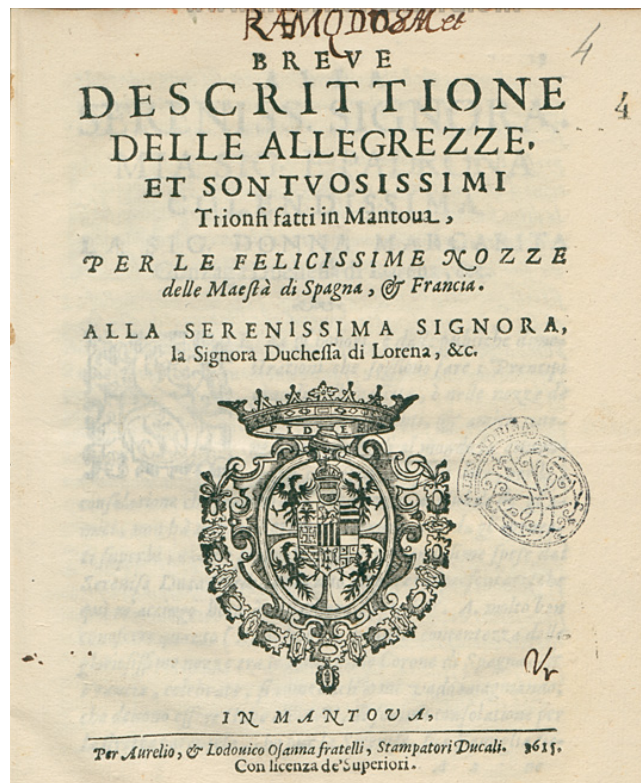 4
BREVE
DESCRITTIONE
4
DELLE ALLEGREZZE,
ET SONTVOSISSIMI
Trionfi fatti in Mantoua,
PER LE FELICISSIME NOZZE
delle Maestà di Spagna, & Francia.
ALLA SERENISSIMA SIGNORA,
la Signora Duchessa di Lorena, &c.
FIDES
IN MANTOVA,
Per Aurelio, & Lodouico Osanna fratelli, Stampatori Ducali. 1615.
Con licenza de' Superiori.